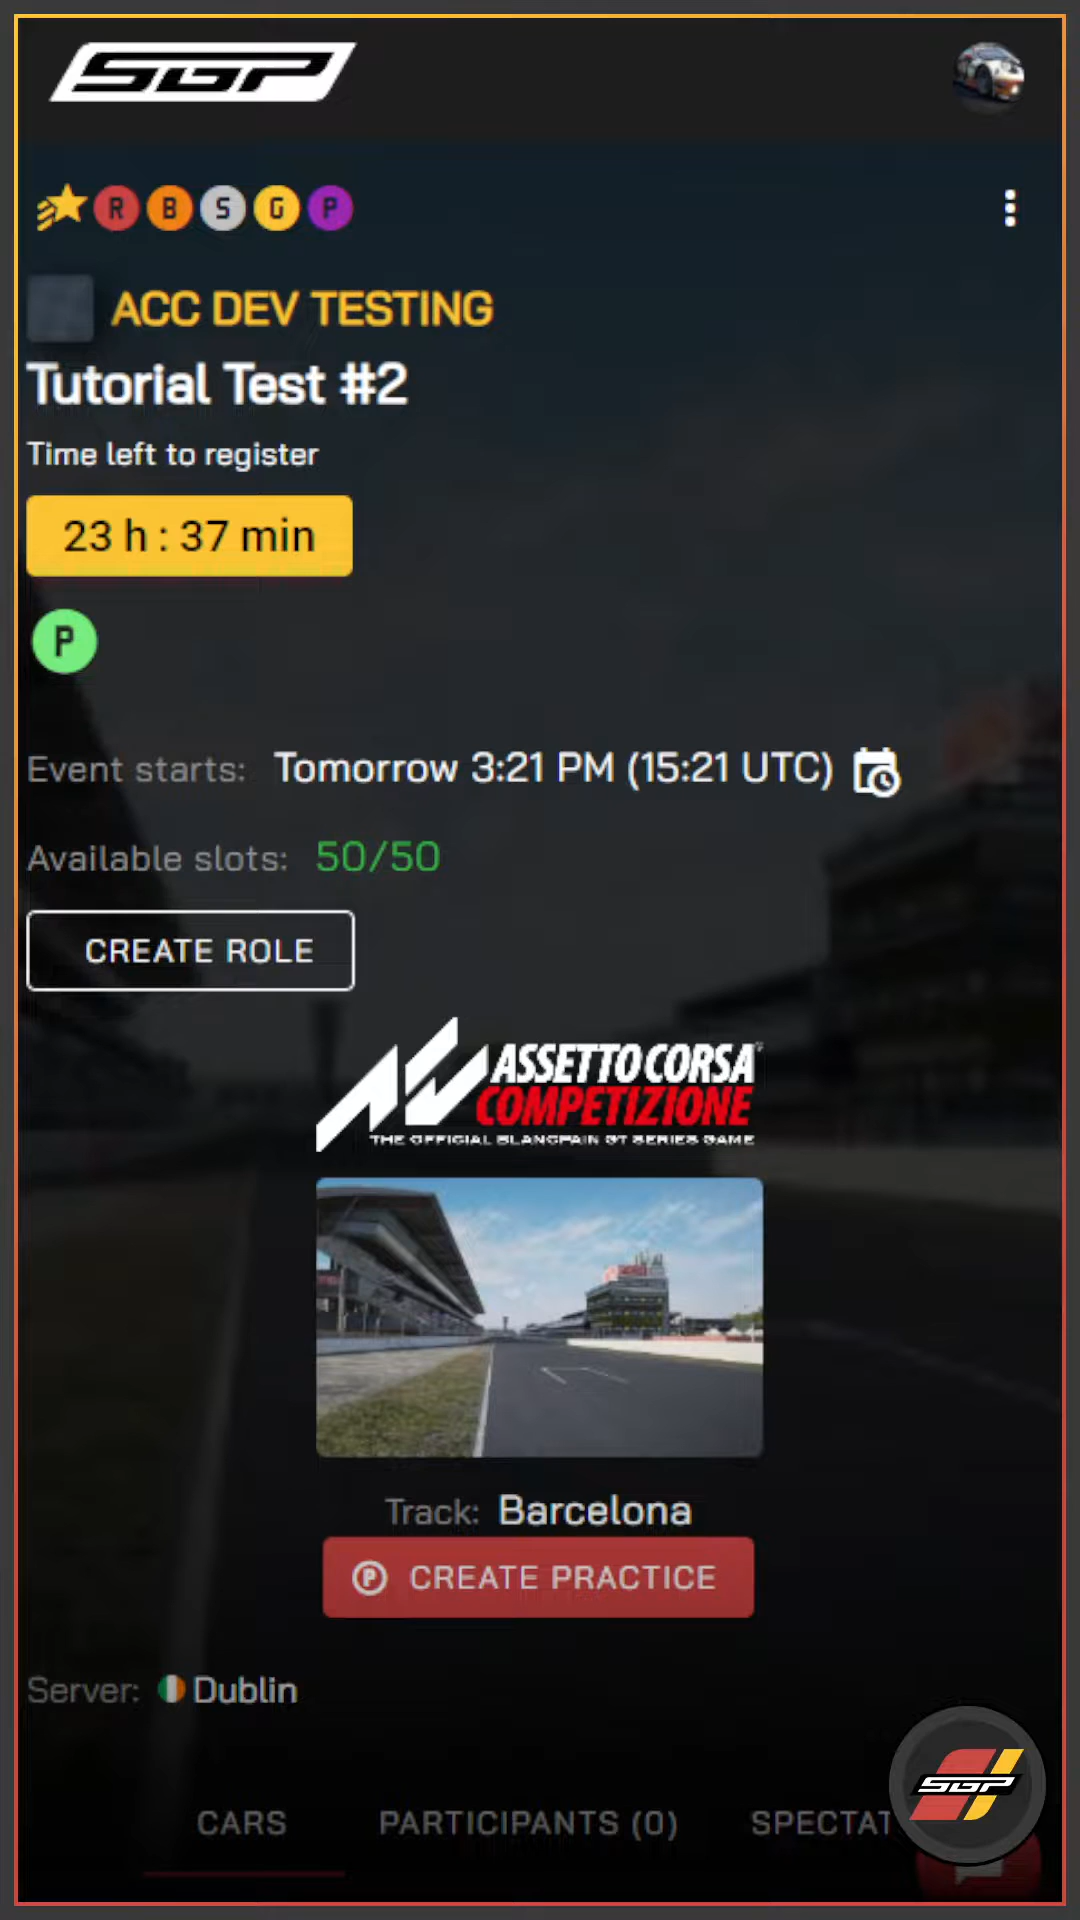 SGP
R B S G P
ACC DEV TESTING
Tutorial Test #2
Time left to register
23 h : 37 min
P
Event starts: Tomorrow 3:21 PM (15:21 UTC)
Available slots: 50/50
CREATE ROLE
ASSETTO CORSA
COMPETIZIONE
THE OFFICIAL BLANCPAIN GT SERIES GAME
Track: Barcelona
P CREATE PRACTICE
Server: Dublin
SGP
CARS PARTICIPANTS (0) SPECTAT